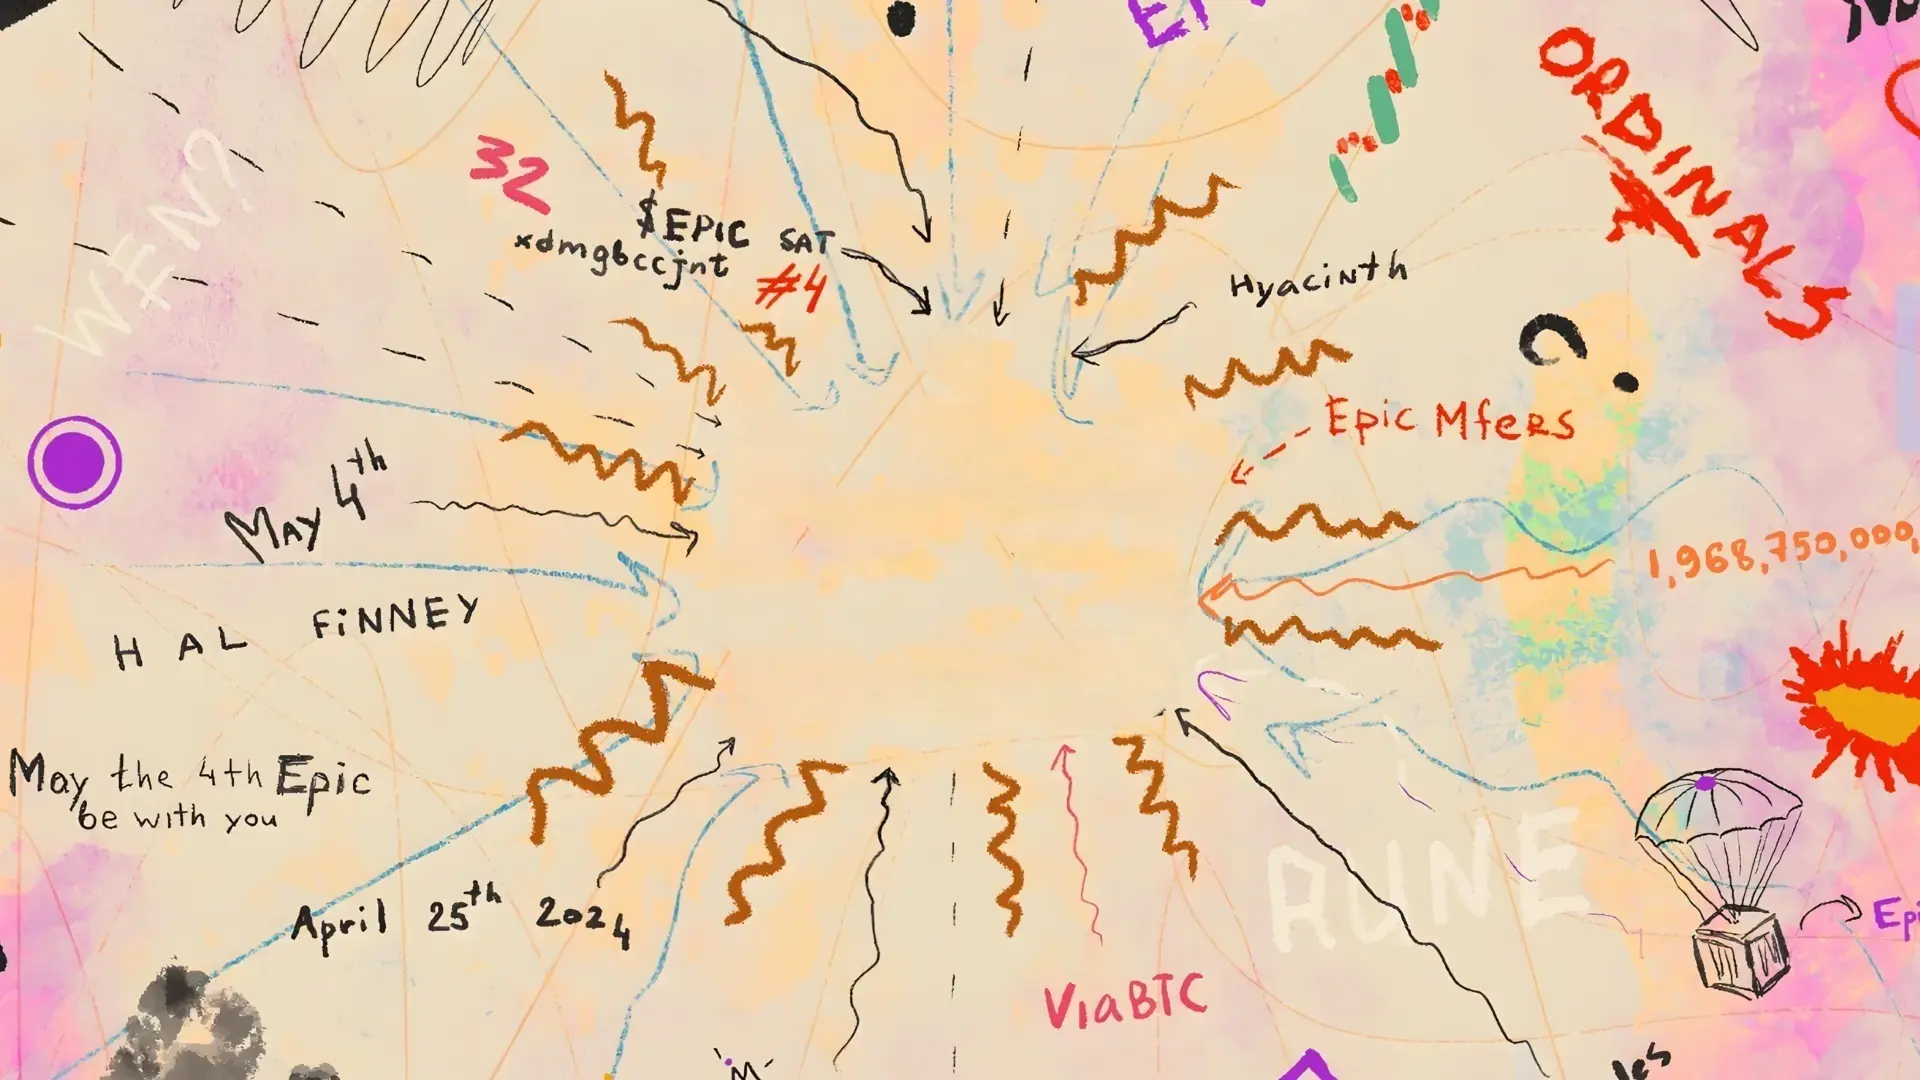 ORDINALS
WEN?
32
$EPIC SAT
xdmgbccjnt
#4
Hyacinth
Epic Mfers
May 4th
1,968,750,000,
HAL FiNNEY
May the 4th Epic
be with you
RUNE
April 25th 2024
Epi
ViaBTC